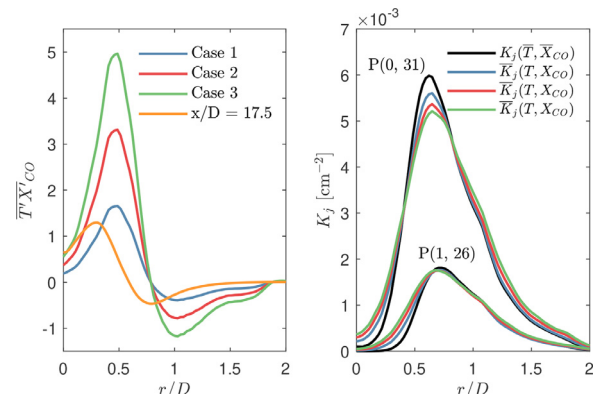 Case 1
Case 2
Case 3
x/D = 17.5
5
4
3
2
1
0
-1
0
0.5
1
1.5
2
r/D
T̅'̅X̅'̅_CO
×10⁻³
K_j(T̅, X̅_CO)
K̅_j(T, X_CO)
K̅_j(T, X_CO)
K̅_j(T, X_CO)
P(0, 31)
P(1, 26)
7
6
5
4
3
2
1
0
0
0.5
1
1.5
2
r/D
K_j [cm⁻²]